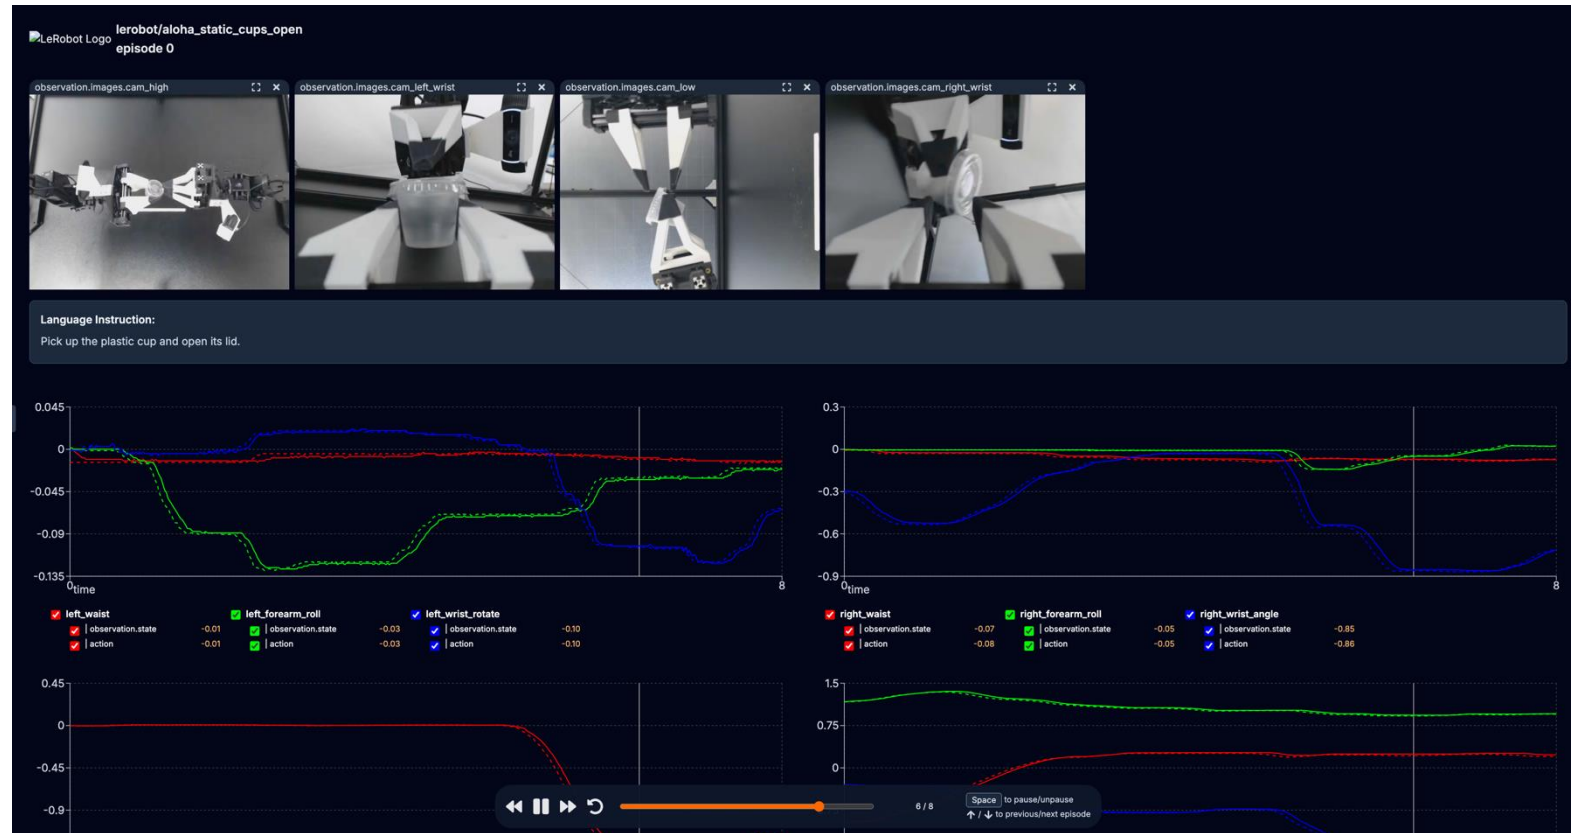 LeRobot Logo
lerobot/aloha_static_cups_open
episode 0
observation.images.cam_high
observation.images.cam_left_wrist
observation.images.cam_low
observation.images.cam_right_wrist
Language Instruction:
Pick up the plastic cup and open its lid.
0.045
0
-0.045
-0.09
-0.135
0
time
8
0.3
0
-0.3
-0.6
-0.9
0
time
8
left_waist
| observation.state -0.01
| action -0.01
left_forearm_roll
| observation.state -0.03
| action -0.03
left_wrist_rotate
| observation.state -0.10
| action -0.10
right_waist
| observation.state -0.07
| action -0.08
right_forearm_roll
| observation.state -0.05
| action -0.05
right_wrist_angle
| observation.state -0.85
| action -0.86
0.45
0
-0.45
-0.9
1.5
0.75
0
6 / 8
Space to pause/unpause
↑ / ↓ to previous/next episode